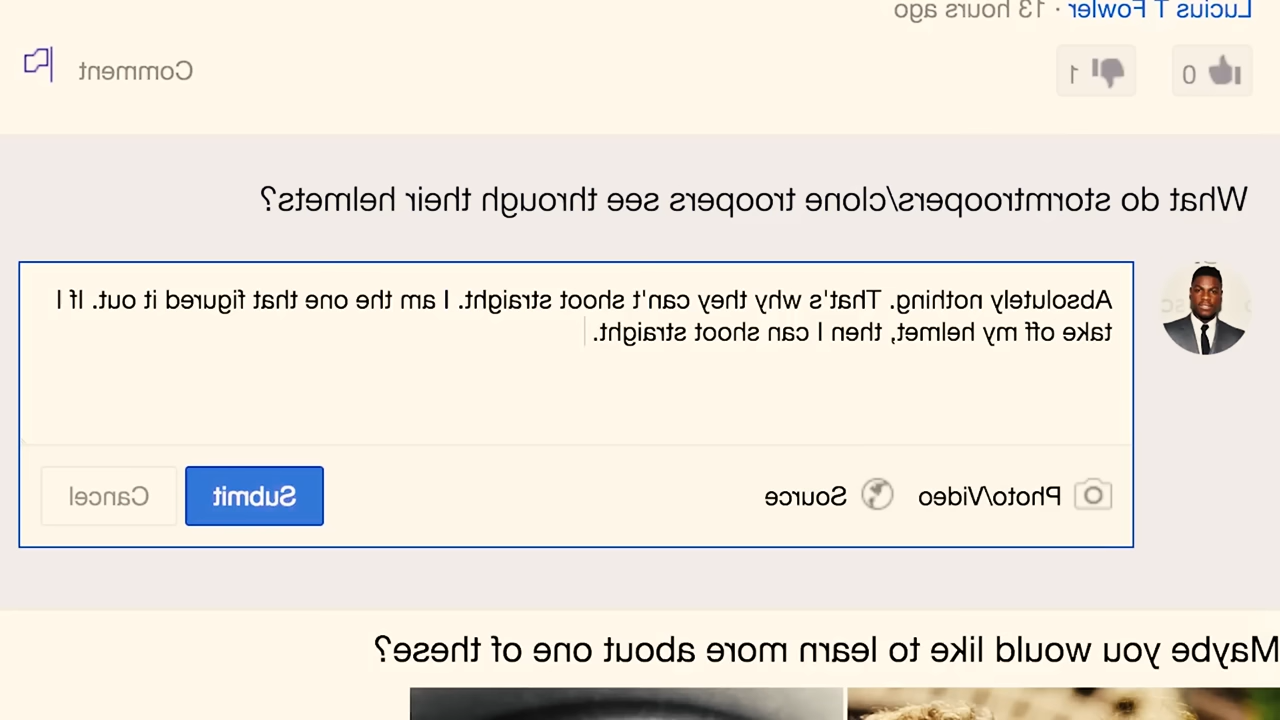 Lucius T Fowler · 13 hours ago
0 1 Comment
What do stormtroopers/clone troopers see through their helmets?
Absolutely nothing. That's why they can't shoot straight. I am the one that figured it out. If I
take off my helmet, then I can shoot straight.
Photo/Video Source Submit Cancel
Maybe you would like to learn more about one of these?